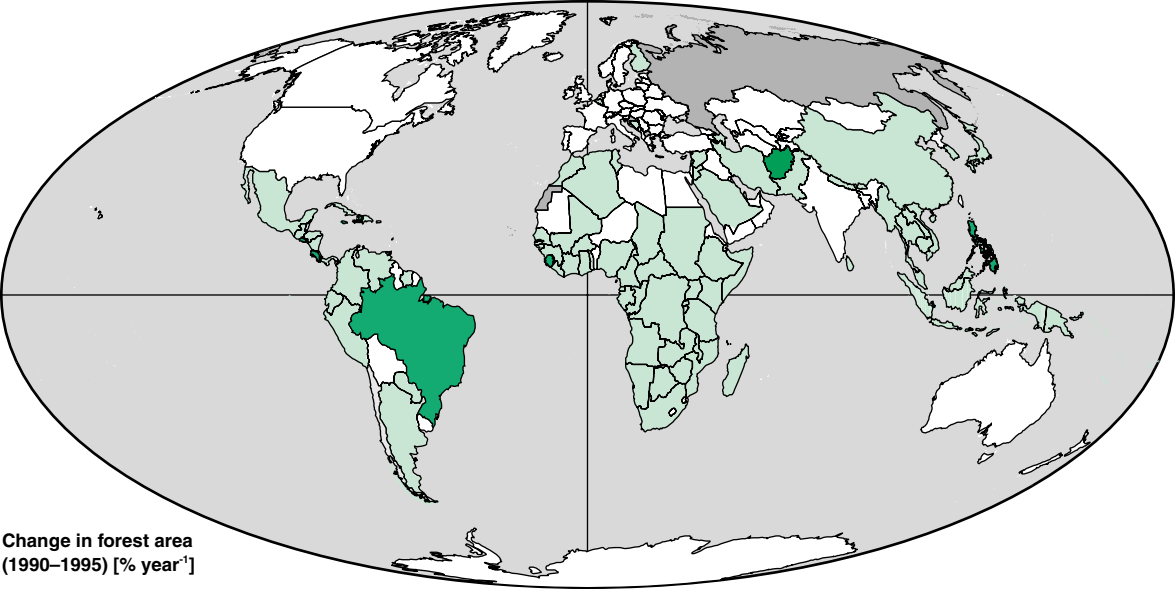 Change in forest area
(1990–1995) [% year⁻¹]